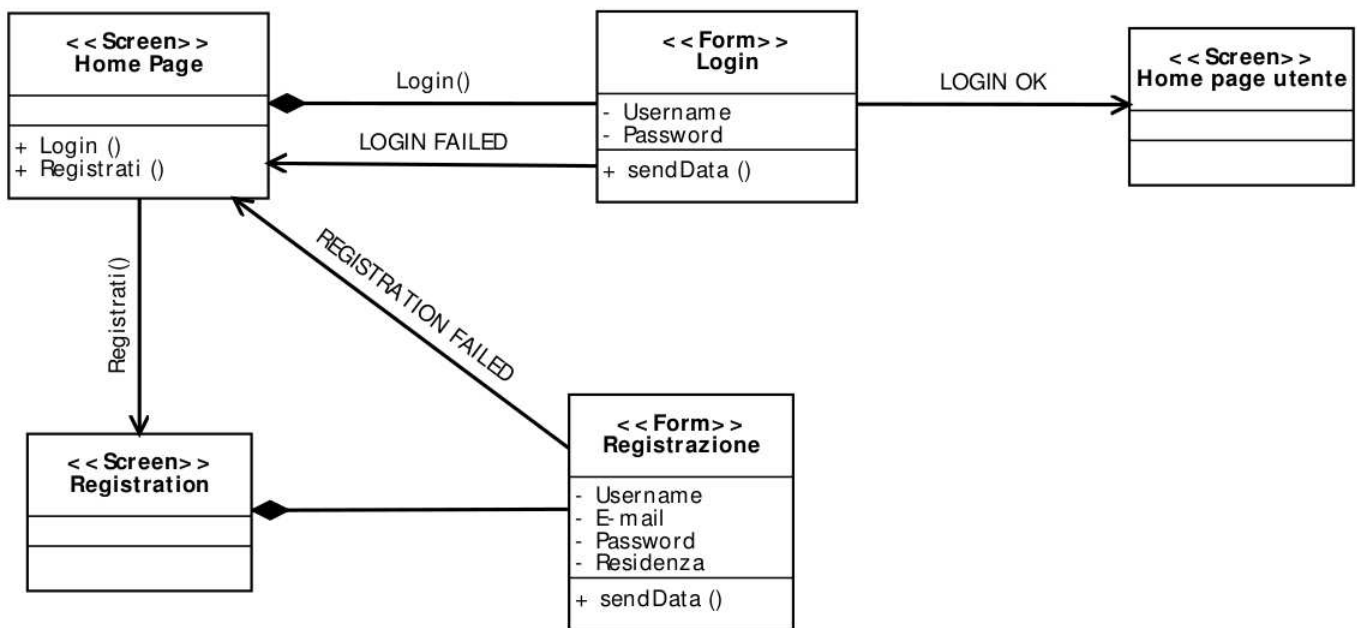 <<Screen>>
Home Page
+ Login ()
+ Registrati ()
Login()
LOGIN FAILED
<<Form>>
Login
- Username
- Password
+ sendData ()
LOGIN OK
<<Screen>>
Home page utente
Registrati()
REGISTRATION FAILED
<<Screen>>
Registration
<<Form>>
Registrazione
- Username
- E-mail
- Password
- Residenza
+ sendData ()